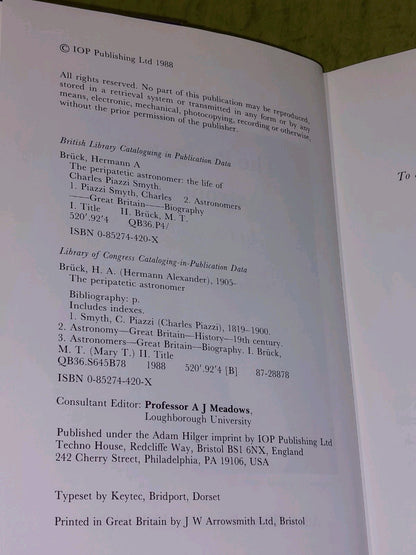 © IOP Publishing Ltd 1988
All rights reserved. No part of this publication may be reproduced,
stored in a retrieval system or transmitted in any form or by any
means, electronic, mechanical, photocopying, recording or otherwise,
without the prior permission of the publisher.
British Library Cataloguing in Publication Data
Brück, Hermann A
The peripatetic astronomer: the life of
Charles Piazzi Smyth.
1. Piazzi Smyth, Charles 2. Astronomers
——Great Britain——Biography
I. Title II. Brück, M. T.
520'.92'4 QB36.P4/
ISBN 0-85274-420-X
Library of Congress Cataloging-in-Publication Data
Brück, H. A. (Hermann Alexander), 1905-
The peripatetic astronomer
Bibliography: p.
Includes indexes.
1. Smyth, C. Piazzi (Charles Piazzi), 1819-1900.
2. Astronomy—Great Britain—History—19th century.
3. Astronomers—Great Britain—Biography. I. Brück,
M. T. (Mary T.) II. Title
QB36.S645B78 1988 520'.92'4 [B] 87-28878
ISBN 0-85274-420-X
Consultant Editor: Professor A J Meadows,
Loughborough University
Published under the Adam Hilger imprint by IOP Publishing Ltd
Techno House, Redcliffe Way, Bristol BS1 6NX, England
242 Cherry Street, Philadelphia, PA 19106, USA
Typeset by Keytec, Bridport, Dorset
Printed in Great Britain by J W Arrowsmith Ltd, Bristol
To